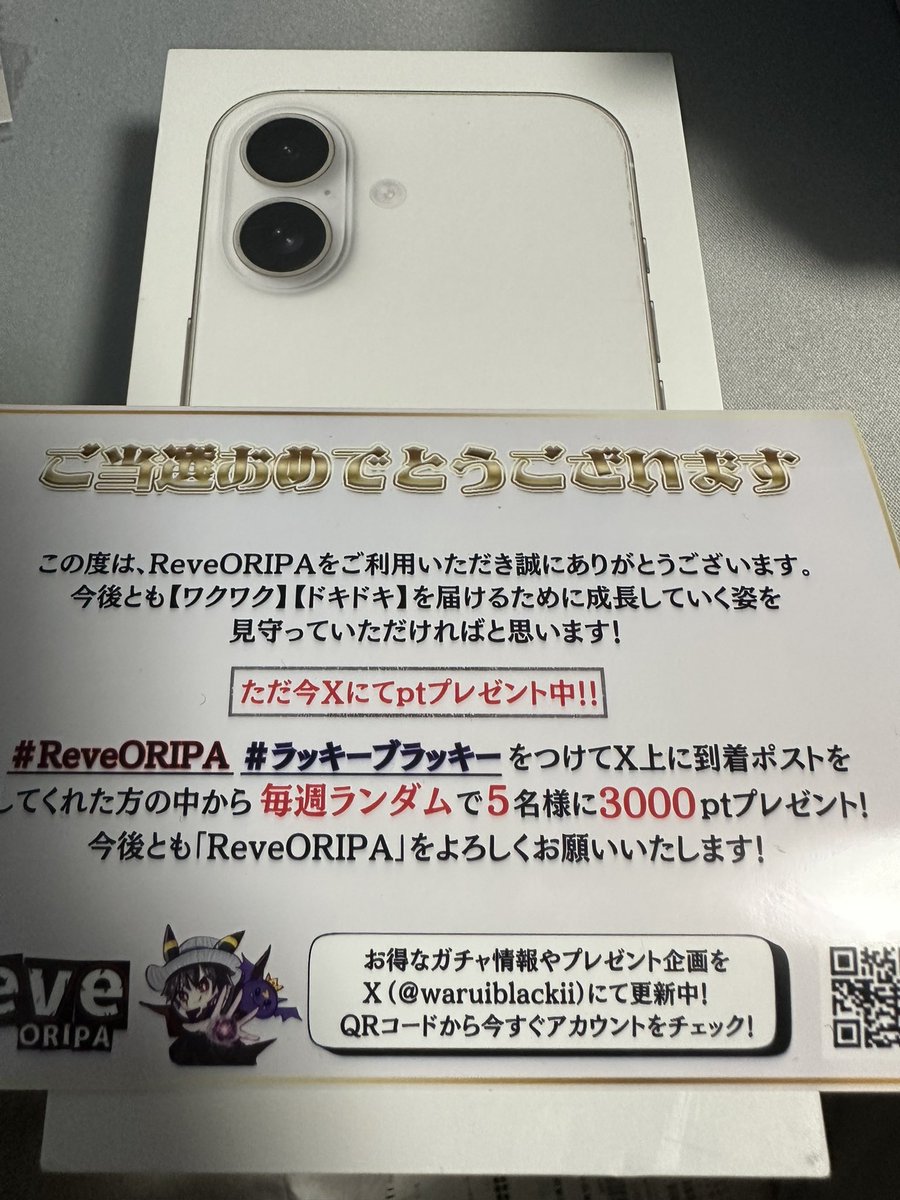 ご当選おめでとうございます
この度は、ReveORIPAをご利用いただき誠にありがとうございます。
今後とも【ワクワク】【ドキドキ】を届けるために成長していく姿を
見守っていただければと思います!
ただ今Xにてptプレゼント中!!
#ReveORIPA #ラッキーブラッキーをつけてX上に到着ポストを
してくれた方の中から 毎週ランダムで5名様に3000ptプレゼント!
今後とも「ReveORIPA」をよろしくお願いいたします!
eve
ORIPA
お得なガチャ情報やプレゼント企画を
X(@waruiblackii)にて更新中!
QRコードから今すぐアカウントをチェック!